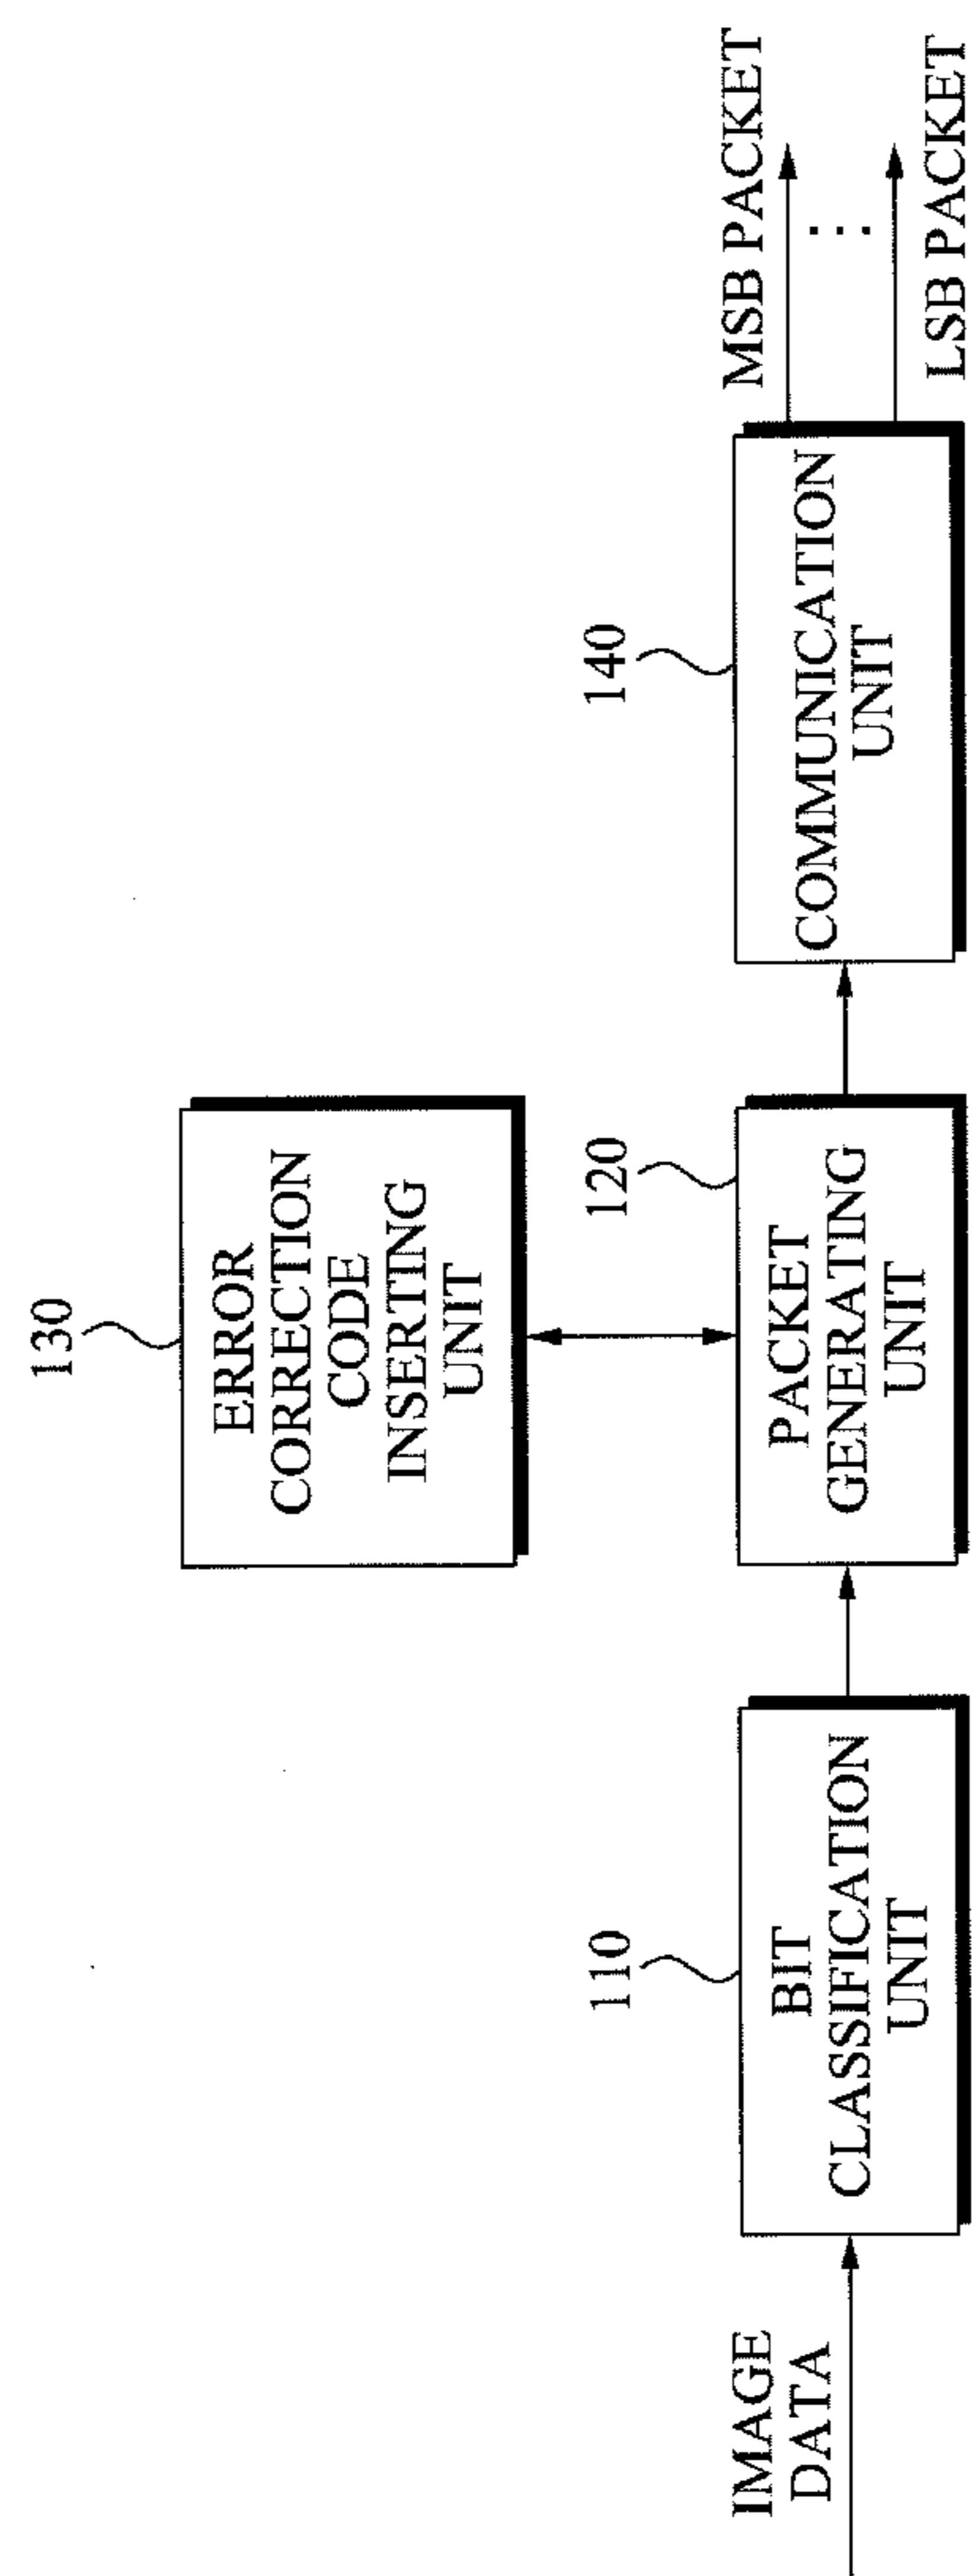 130
ERROR
CORRECTION
CODE
INSERTING
UNIT
IMAGE
DATA
110
BIT
CLASSIFICATION
UNIT
120
PACKET
GENERATING
UNIT
140
COMMUNICATION
UNIT
MSB PACKET
...
LSB PACKET